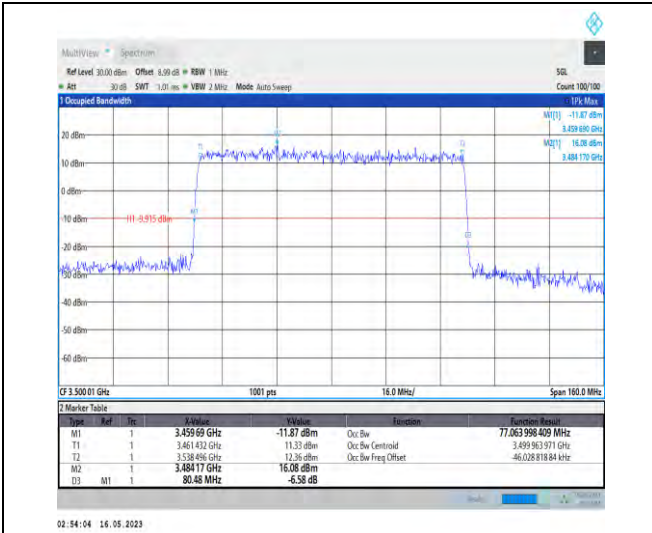 MultiView Spectrum
Ref Level 30.00 dBm Offset 8.99 dB RBW 1 MHz SGL
Att 30 dB SWT 1.01 ms VBW 2 MHz Mode Auto Sweep Count 100/100
1 Occupied Bandwidth 1Pk Max
M1[1] -11.87 dBm
3.459 690 GHz
M2[1] 16.08 dBm
3.484 170 GHz
20 dBm
10 dBm
0 dBm
-10 dBm
H1 -9.915 dBm
-20 dBm
-30 dBm
-40 dBm
-50 dBm
-60 dBm
T1
M2
T2
M1
D3
CF 3.500 01 GHz 1001 pts 16.0 MHz/ Span 160.0 MHz
2 Marker Table
Type Ref Trc X-Value Y-Value Function Function Result
M1 1 3.459 69 GHz -11.87 dBm Occ Bw 77.063 998 409 MHz
T1 1 3.461 432 GHz 11.33 dBm Occ Bw Centroid 3.499 963 971 GHz
T2 1 3.538 496 GHz 12.36 dBm Occ Bw Freq Offset -46.028 818 84 kHz
M2 1 3.484 17 GHz 16.08 dBm
D3 M1 1 80.48 MHz -6.58 dB
02:54:04 16.05.2023